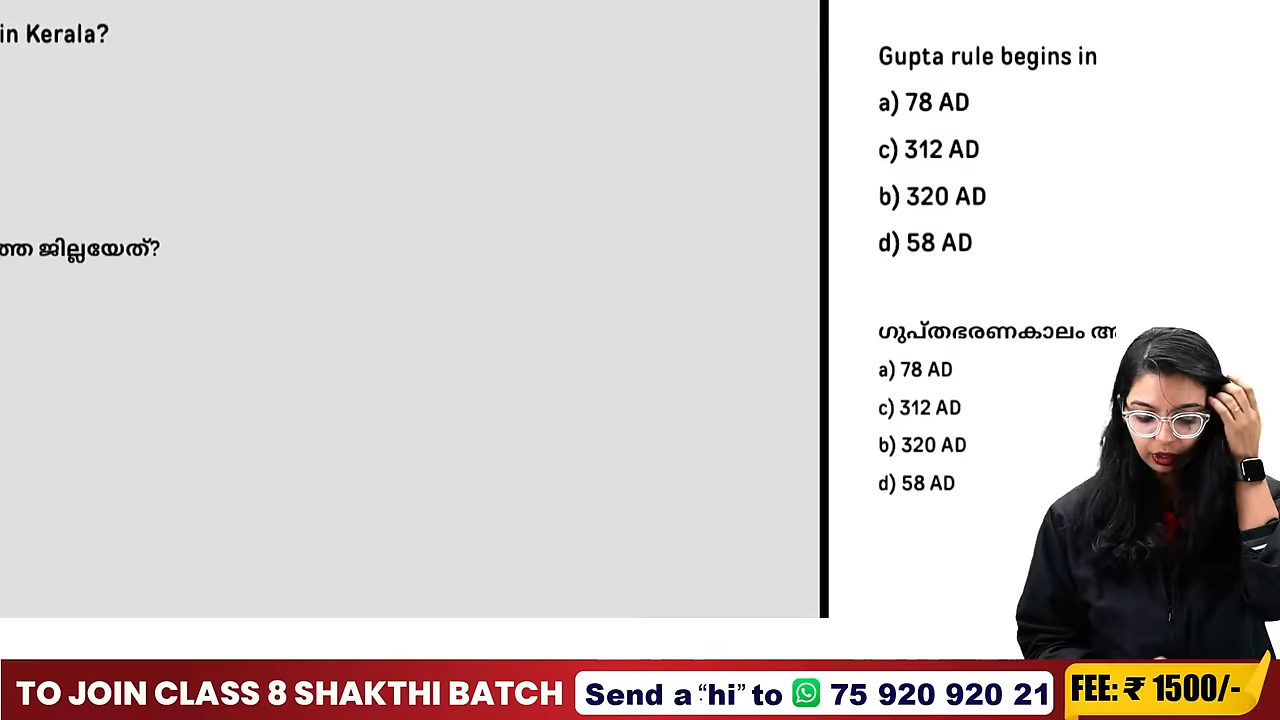 in Kerala?
ത്ത ജില്ലയേത്?
Gupta rule begins in
a) 78 AD
c) 312 AD
b) 320 AD
d) 58 AD
ഗുപ്തഭരണകാലം
a) 78 AD
c) 312 AD
b) 320 AD
d) 58 AD
TO JOIN CLASS 8 SHAKTHI BATCH
Send a “hi” to 75 920 920 21
FEE: ₹ 1500/-